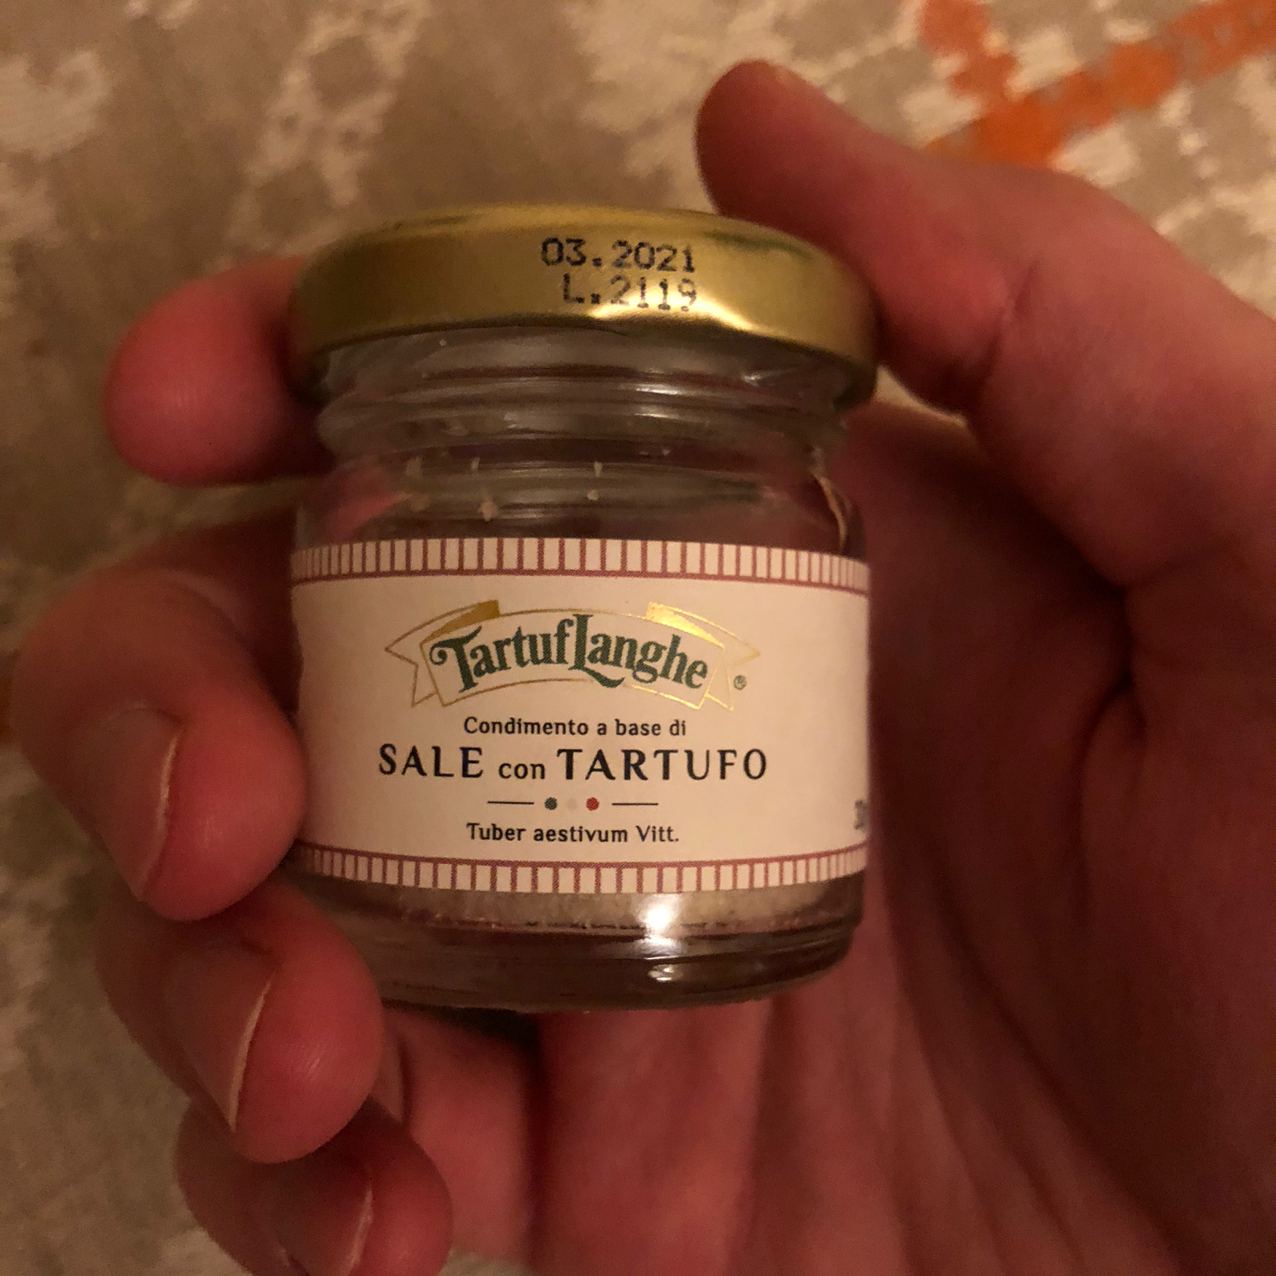 03.2021
L.2119
TartufLanghe ®
Condimento a base di
SALE con TARTUFO
Tuber aestivum Vitt.